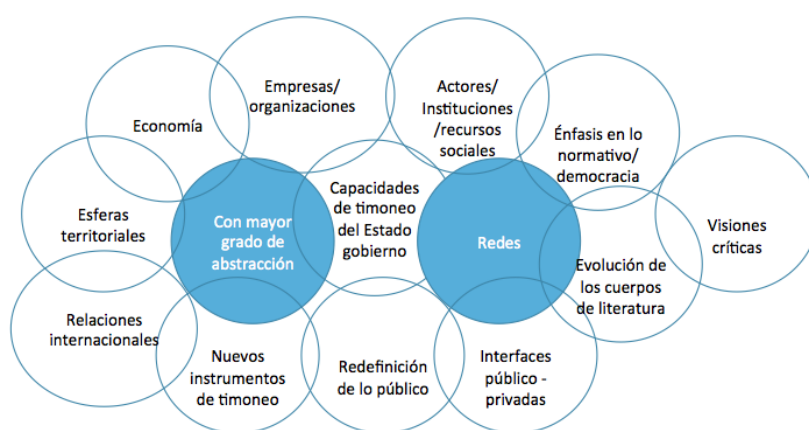 Empresas/
organizaciones
Actores/
Instituciones
/recursos
sociales
Economía
Énfasis en lo
normativo/
democracia
Esferas
territoriales
Con mayor
grado de
abstracción
Capacidades
de timoneo
del Estado
gobierno
Redes
Visiones
críticas
Evolución de
los cuerpos
de literatura
Relaciones
internacionales
Nuevos
instrumentos
de timoneo
Redefinición
de lo público
Interfaces
público -
privadas